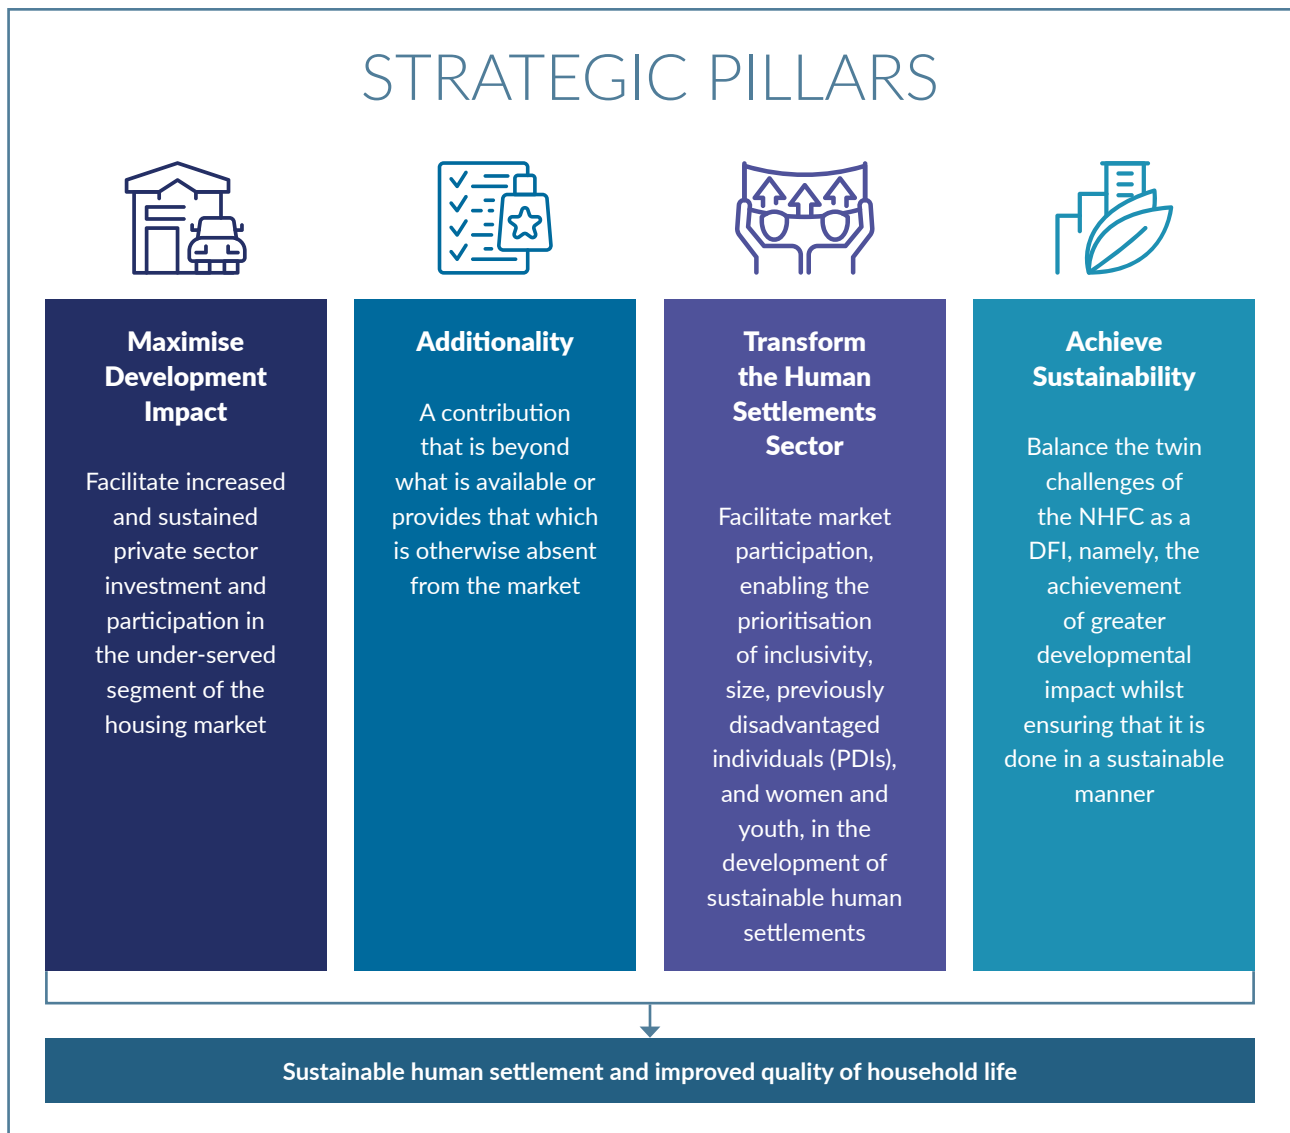 STRATEGIC PILLARS
Maximise
Development
Impact
Facilitate increased
and sustained
private sector
investment and
participation in
the under-served
segment of the
housing market
Additionality
A contribution
that is beyond
what is available or
provides that which
is otherwise absent
from the market
Transform
the Human
Settlements
Sector
Facilitate market
participation,
enabling the
prioritisation
of inclusivity,
size, previously
disadvantaged
individuals (PDIs),
and women and
youth, in the
development of
sustainable human
settlements
Achieve
Sustainability
Balance the twin
challenges of
the NHFC as a
DFI, namely, the
achievement
of greater
developmental
impact whilst
ensuring that it is
done in a sustainable
manner
Sustainable human settlement and improved quality of household life